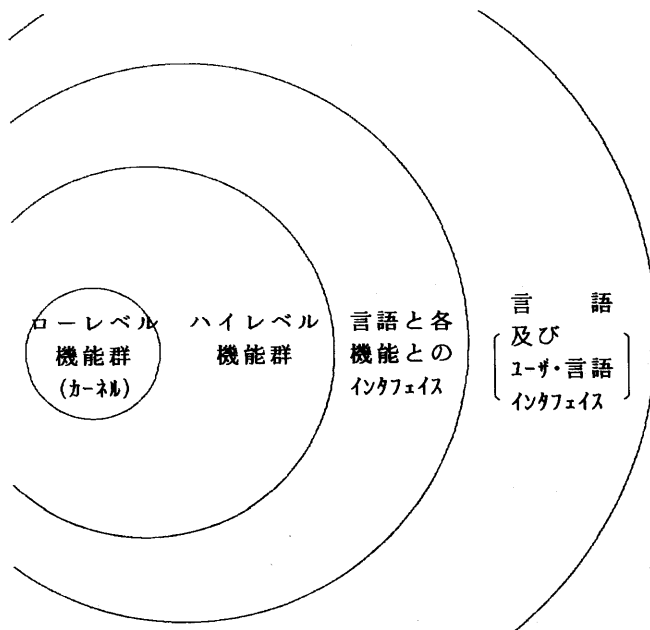 ローレベル
機能群
(カーネル)
ハイレベル
機能群
言語と各
機能との
インタフェイス
言語
及び
ユーザ・言語
インタフェイス